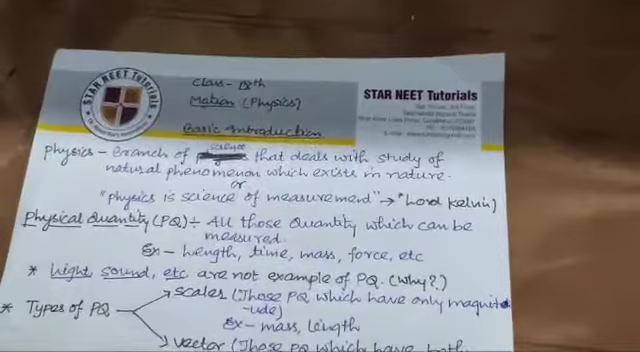 STAR NEET Tutorials
Class - IXth
Motion (Physics)
Basic Introduction
STAR NEET Tutorials
Physics - Branch of science that deals with study of
natural phenomenon which exists in nature.
or
"Physics is science of measurement" → "Lord Kelvin)
Physical Quantity (PQ) ÷ All those Quantity which can be
measured.
Ex - Length, time, mass, force, etc
* Light Sound, etc are not example of PQ. (Why?)
* Types of PQ
Scales (Those PQ which have only magnit-
-ude)
Ex - mass, Length
Vector (Those PQ which have both